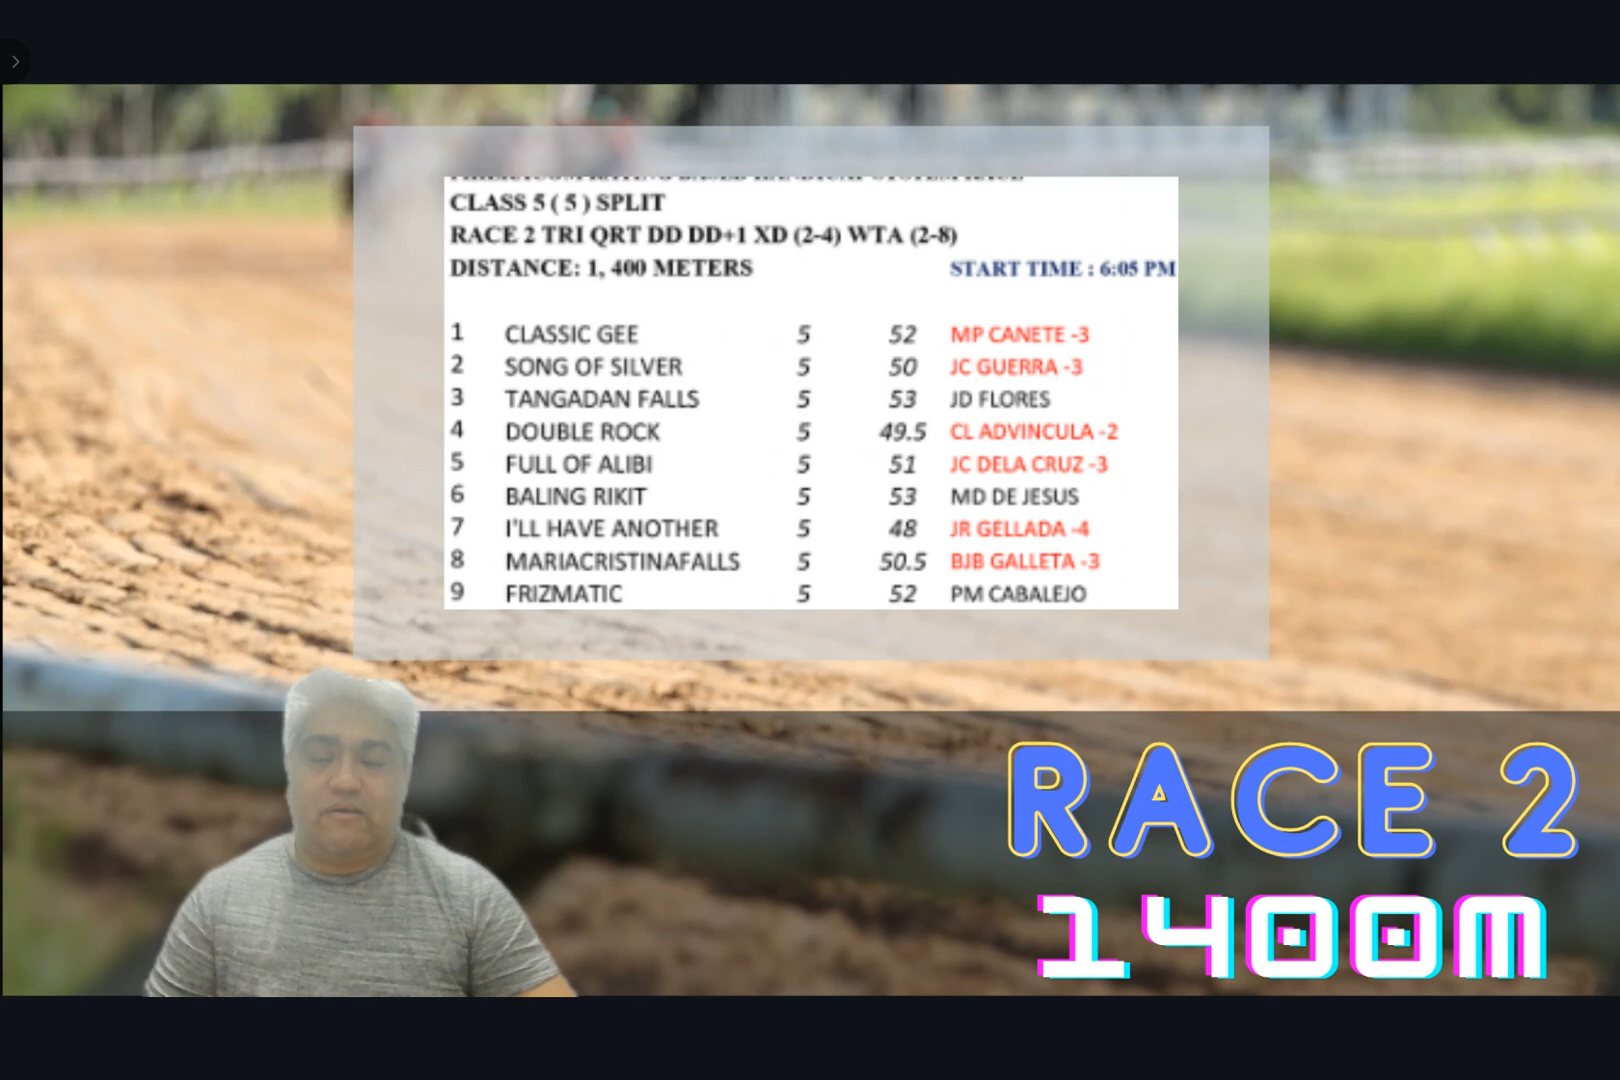 CLASS 5 ( 5 ) SPLIT
RACE 2 TRI QRT DD DD+1 XD (2-4) WTA (2-8)
DISTANCE: 1, 400 METERS START TIME : 6:05 PM
1 CLASSIC GEE 5 52 MP CANETE -3
2 SONG OF SILVER 5 50 JC GUERRA -3
3 TANGADAN FALLS 5 53 JD FLORES
4 DOUBLE ROCK 5 49.5 CL ADVINCULA -2
5 FULL OF ALIBI 5 51 JC DELA CRUZ -3
6 BALING RIKIT 5 53 MD DE JESUS
7 I'LL HAVE ANOTHER 5 48 JR GELLADA -4
8 MARIACRISTINAFALLS 5 50.5 BJB GALLETA -3
9 FRIZMATIC 5 52 PM CABALEJO
RACE 2
1400M